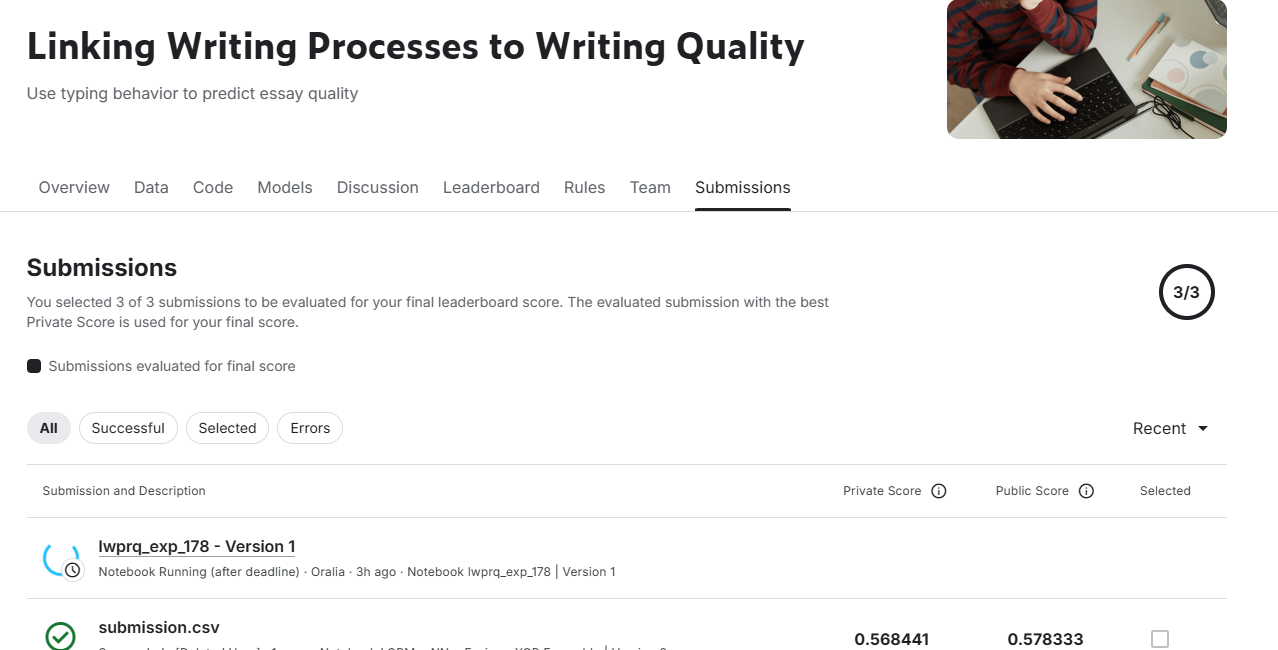 Linking Writing Processes to Writing Quality
Use typing behavior to predict essay quality
Overview Data Code Models Discussion Leaderboard Rules Team Submissions
Submissions
You selected 3 of 3 submissions to be evaluated for your final leaderboard score. The evaluated submission with the best
Private Score is used for your final score.
3/3
Submissions evaluated for final score
All Successful Selected Errors Recent
Submission and Description Private Score Public Score Selected
lwprq_exp_178 - Version 1
Notebook Running (after deadline) · Oralia · 3h ago · Notebook lwprq_exp_178 | Version 1
submission.csv
0.568441 0.578333